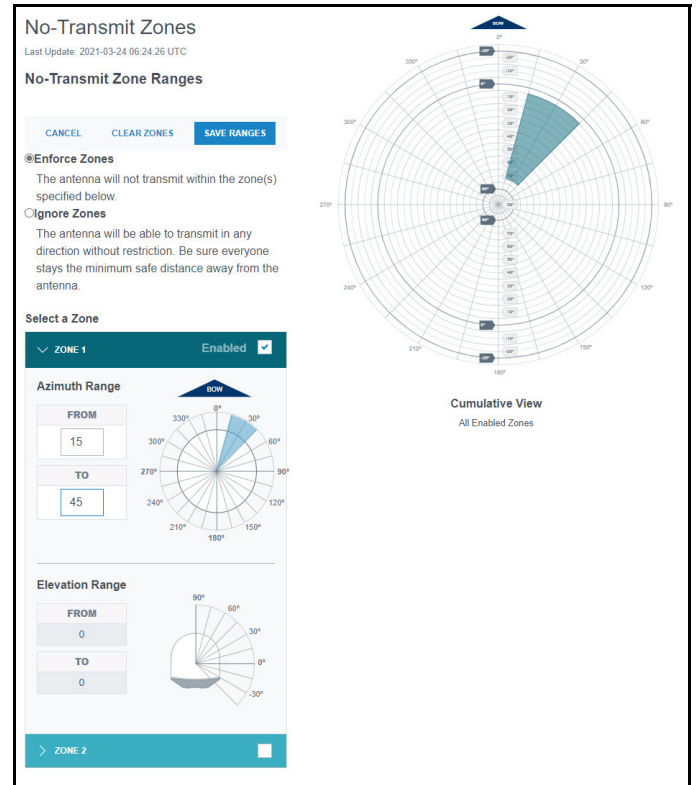 No-Transmit Zones
Last Update: 2021-03-24 06:24:26 UTC
No-Transmit Zone Ranges
CANCEL CLEAR ZONES SAVE RANGES
Enforce Zones
The antenna will not transmit within the zone(s)
specified below.
Ignore Zones
The antenna will be able to transmit in any
direction without restriction. Be sure everyone
stays the minimum safe distance away from the
antenna.
Select a Zone
ZONE 1 Enabled
Azimuth Range
FROM
15
TO
45
BOW
0°
330° 30°
300° 60°
270° 90°
240° 120°
210° 150°
180°
Elevation Range
FROM
0
TO
0
90°
60°
30°
0°
-30°
ZONE 2
BOW
0°
330° 30°
300° 60°
270° 90°
240° 120°
210° 150°
180°
Cumulative View
All Enabled Zones